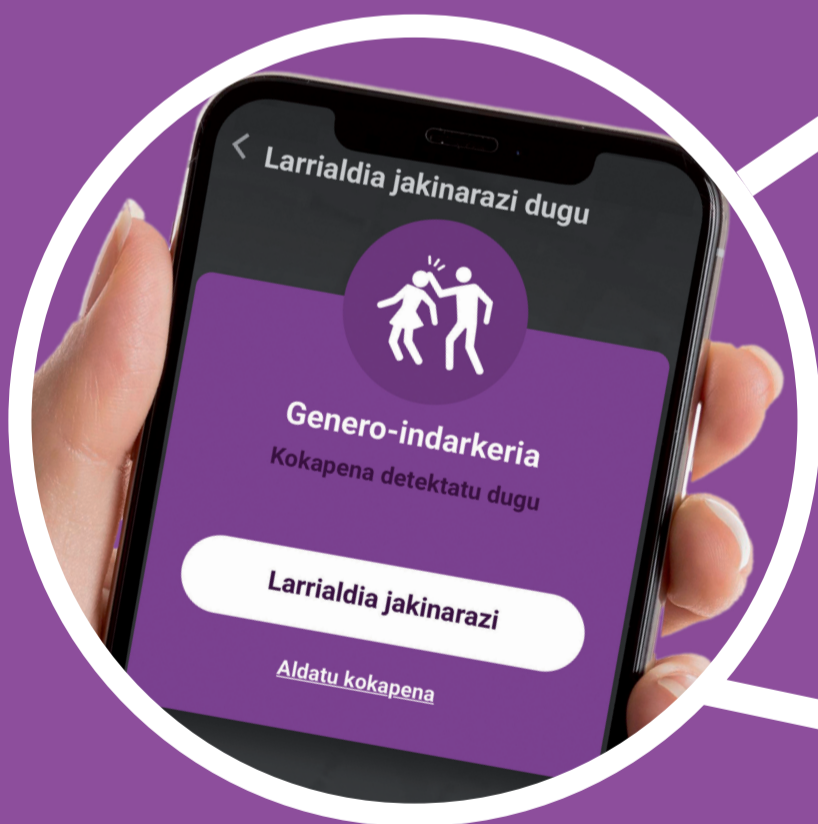 Larrialdia jakinarazi dugu
Genero-indarkeria
Kokapena detektatu dugu
Larrialdia jakinarazi
Aldatu kokapena